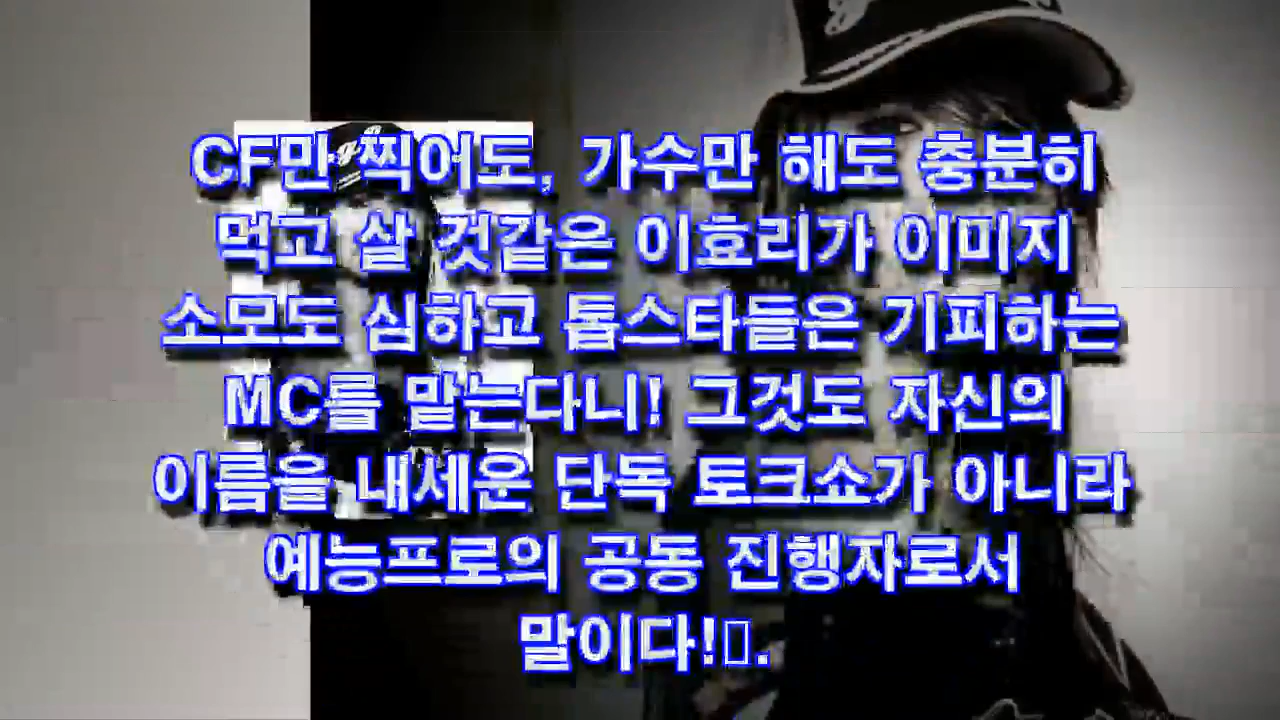 CF만 찍어도, 가수만 해도 충분히
먹고 살 것같은 이효리가 이미지
소모도 심하고 톱스타들은 기피하는
MC를 맡는다니! 그것도 자신의
이름을 내세운 단독 토크쇼가 아니라
예능프로의 공동 진행자로서
말이다!.